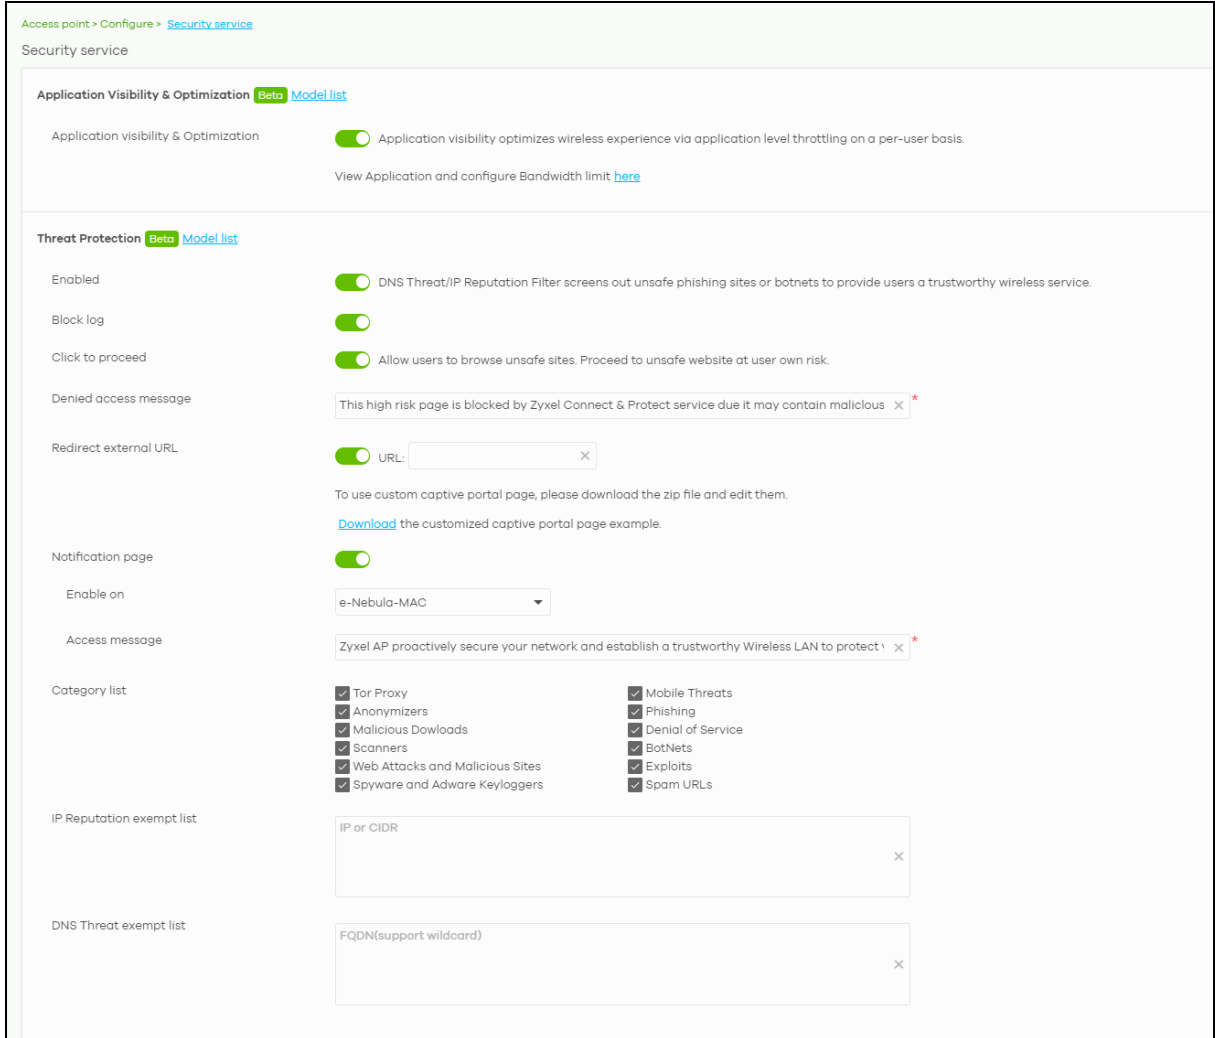 Access point > Configure > Security service
Security service
Application Visibility & Optimization Beta Model list
Application visibility & Optimization Application visibility optimizes wireless experience via application level throttling on a per-user basis.
View Application and configure Bandwidth limit here
Threat Protection Beta Model list
Enabled DNS Threat/IP Reputation Filter screens out unsafe phishing sites or botnets to provide users a trustworthy wireless service.
Block log
Click to proceed Allow users to browse unsafe sites. Proceed to unsafe website at user own risk.
Denied access message This high risk page is blocked by Zyxel Connect & Protect service due it may contain maliclous *
Redirect external URL URL:
To use custom captive portal page, please download the zip file and edit them.
Download the customized captive portal page example.
Notification page
Enable on e-Nebula-MAC
Access message Zyxel AP proactively secure your network and establish a trustworthy Wireless LAN to protect *
Category list Tor Proxy Mobile Threats
Anonymizers Phishing
Malicious Dowloads Denial of Service
Scanners BotNets
Web Attacks and Malicious Sites Exploits
Spyware and Adware Keyloggers Spam URLs
IP Reputation exempt list IP or CIDR
DNS Threat exempt list FQDN(support wildcard)